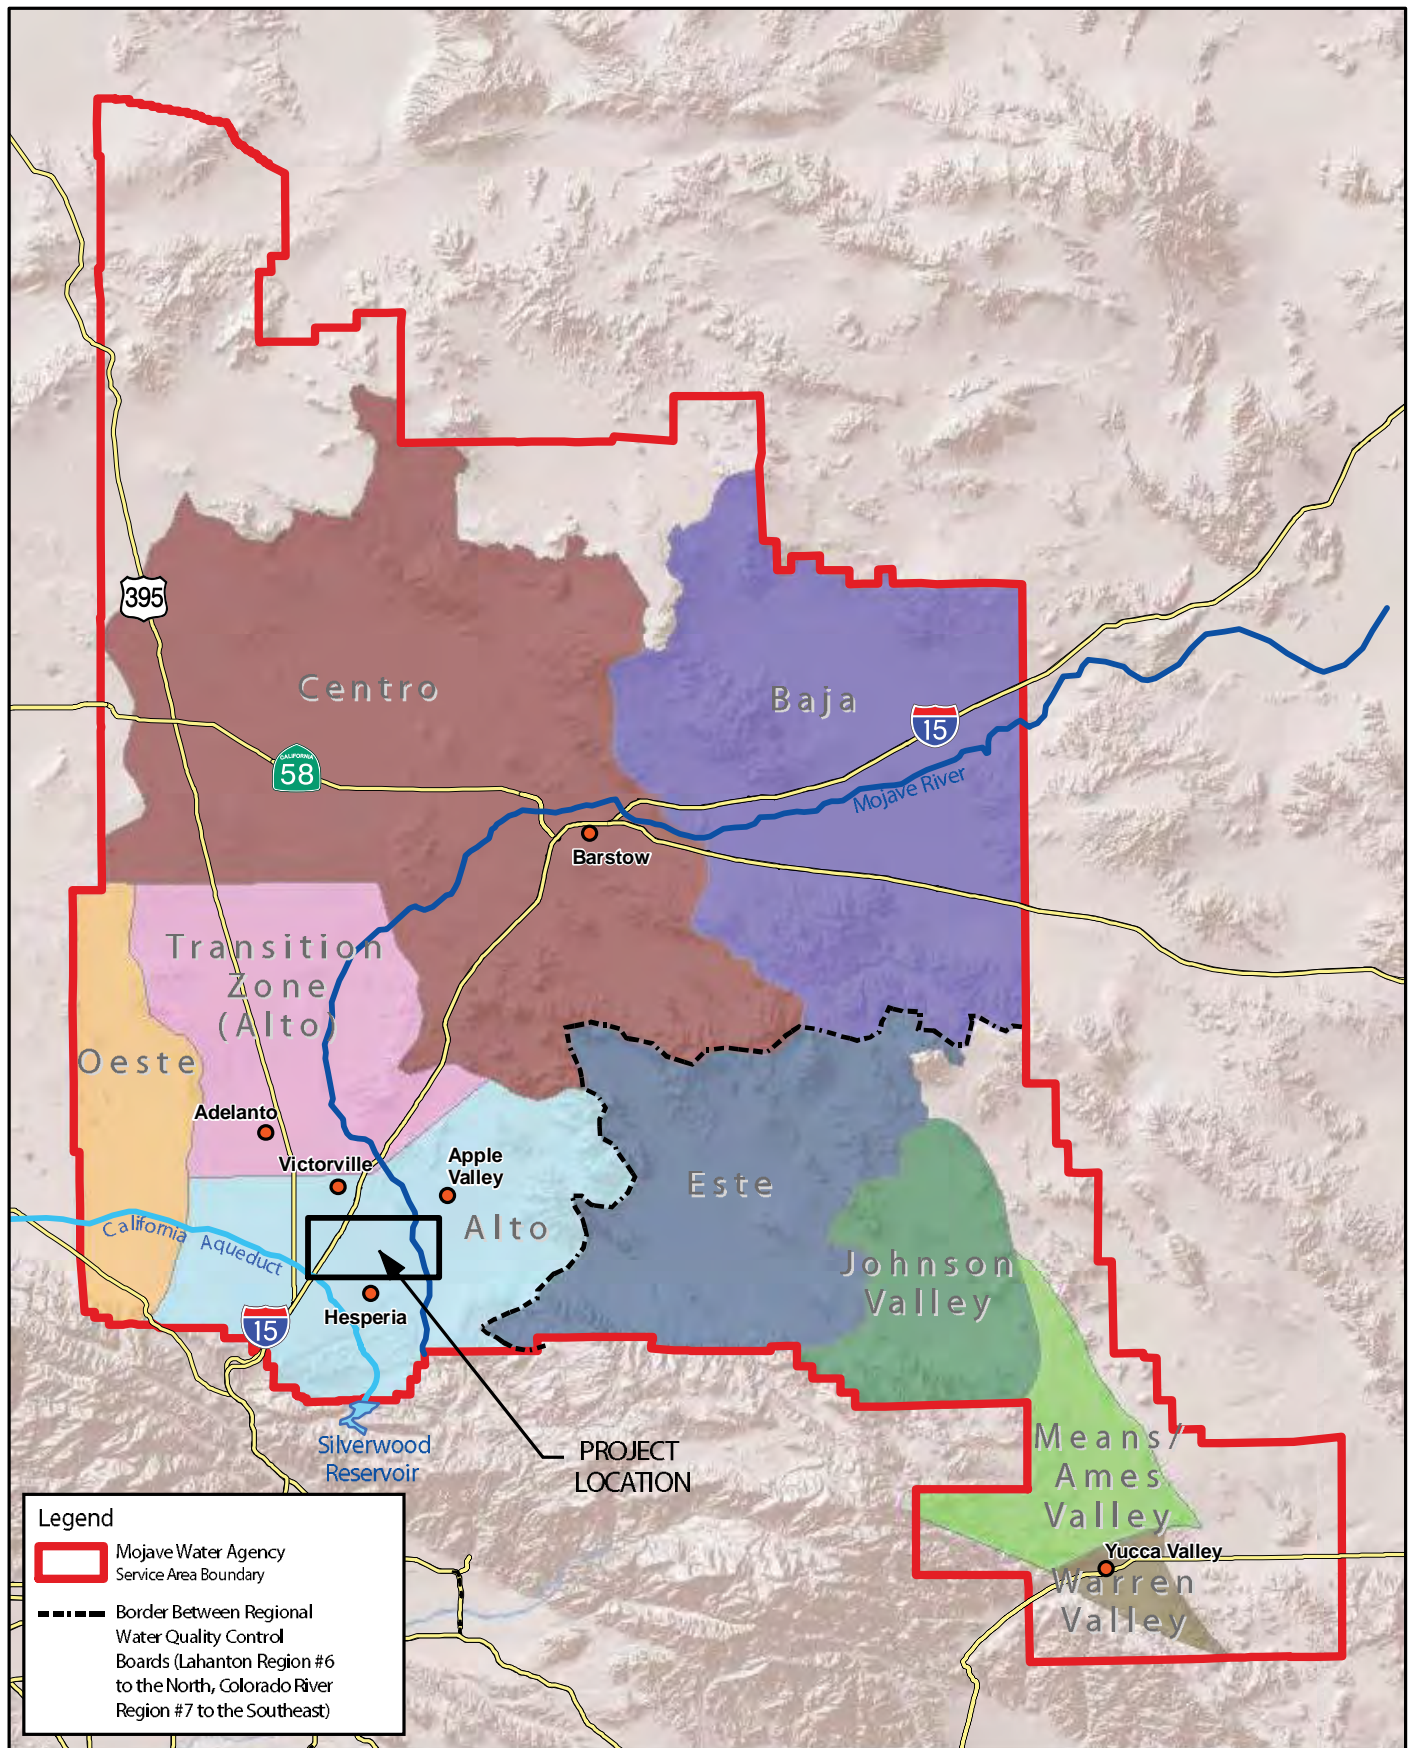 395
Centro
Baja
15
CALIFORNIA
58
Mojave River
Barstow
Transition
Zone
(Alto)
Oeste
Adelanto
Victorville
Apple
Valley
Este
Alto
California Aqueduct
Johnson
Valley
Hesperia
15
Silverwood
Reservoir
PROJECT
LOCATION
Means/
Ames
Valley
Yucca Valley
Warren
Valley
Legend
Mojave Water Agency
Service Area Boundary
Border Between Regional
Water Quality Control
Boards (Lahanton Region #6
to the North, Colorado River
Region #7 to the Southeast)